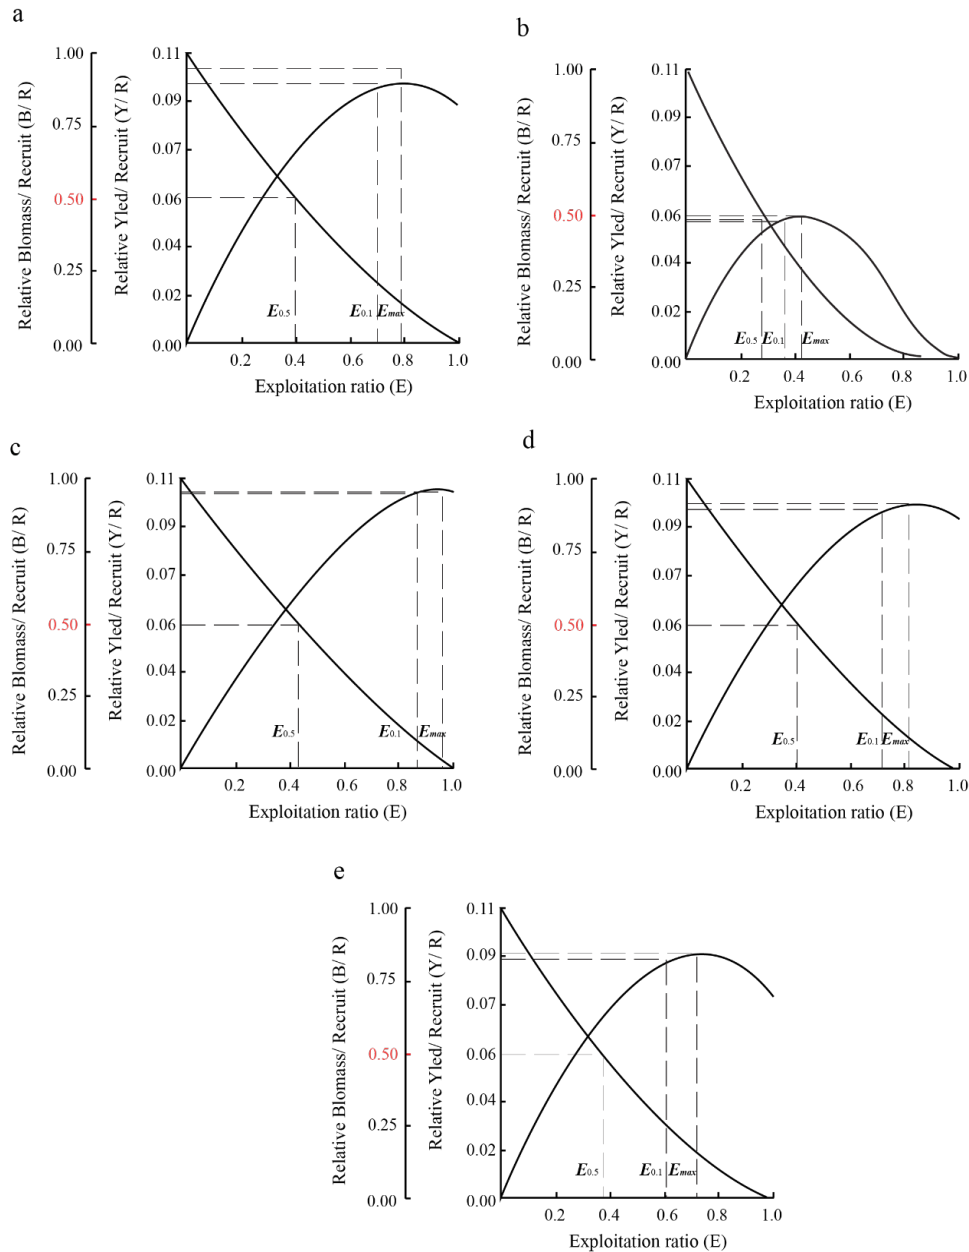 a
Relative Blomass/ Recruit (B/ R)
1.00
0.75
0.50
0.25
0.00
Relative Yled/ Recruit (Y/ R)
0.11
0.09
0.07
0.06
0.04
0.02
0.00
E0.5
E0.1
Emax
0.2 0.4 0.6 0.8 1.0
Exploitation ratio (E)
b
Relative Blomass/ Recruit (B/ R)
1.00
0.75
0.50
0.25
0.00
Relative Yled/ Recruit (Y/ R)
0.11
0.09
0.07
0.06
0.04
0.02
0.00
E0.5
E0.1
Emax
0.2 0.4 0.6 0.8 1.0
Exploitation ratio (E)
c
Relative Blomass/ Recruit (B/ R)
1.00
0.75
0.50
0.25
0.00
Relative Yled/ Recruit (Y/ R)
0.11
0.09
0.07
0.06
0.04
0.02
0.00
E0.5
E0.1
Emax
0.2 0.4 0.6 0.8 1.0
Exploitation ratio (E)
d
Relative Blomass/ Recruit (B/ R)
1.00
0.75
0.50
0.25
0.00
Relative Yled/ Recruit (Y/ R)
0.11
0.09
0.07
0.06
0.04
0.02
0.00
E0.5
E0.1
Emax
0.2 0.4 0.6 0.8 1.0
Exploitation ratio (E)
e
Relative Blomass/ Recruit (B/ R)
1.00
0.75
0.50
0.25
0.00
Relative Yled/ Recruit (Y/ R)
0.11
0.09
0.07
0.06
0.04
0.02
0.00
E0.5
E0.1
Emax
0.2 0.4 0.6 0.8 1.0
Exploitation ratio (E)